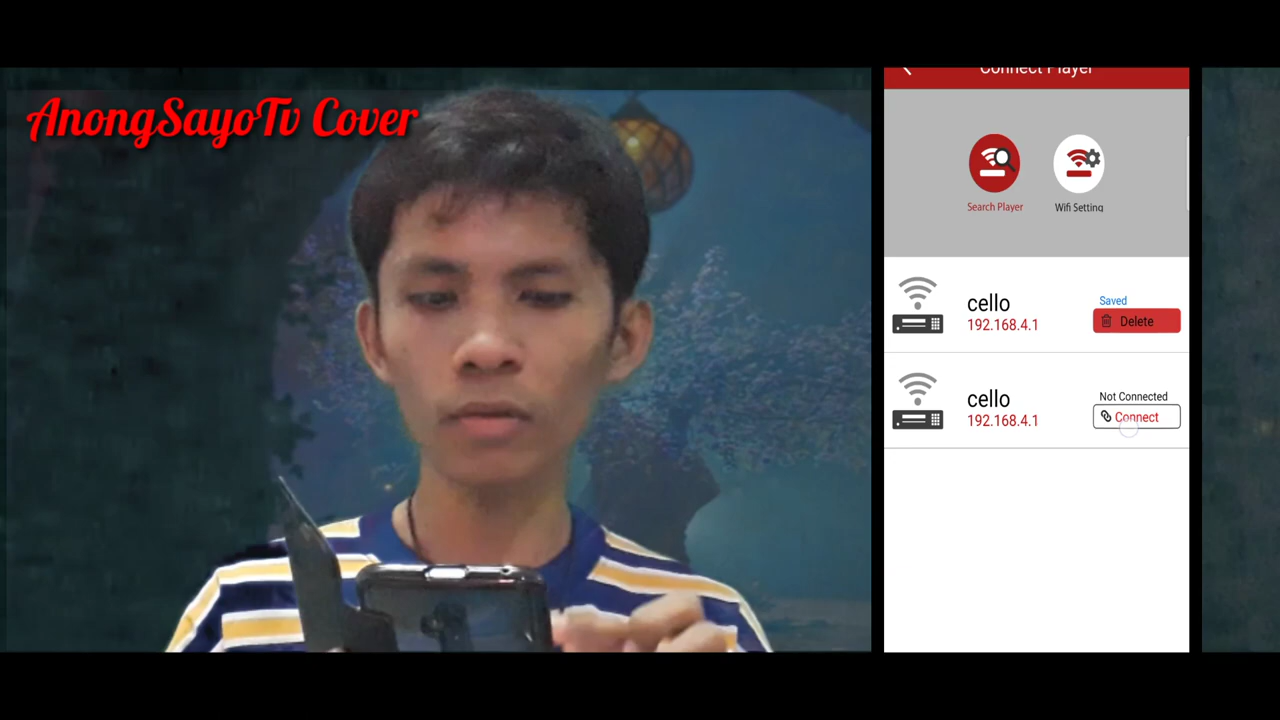 AnongSayoTv Cover
Connect Player
Search Player
Wifi Setting
cello
192.168.4.1
Saved
Delete
cello
192.168.4.1
Not Connected
Connect